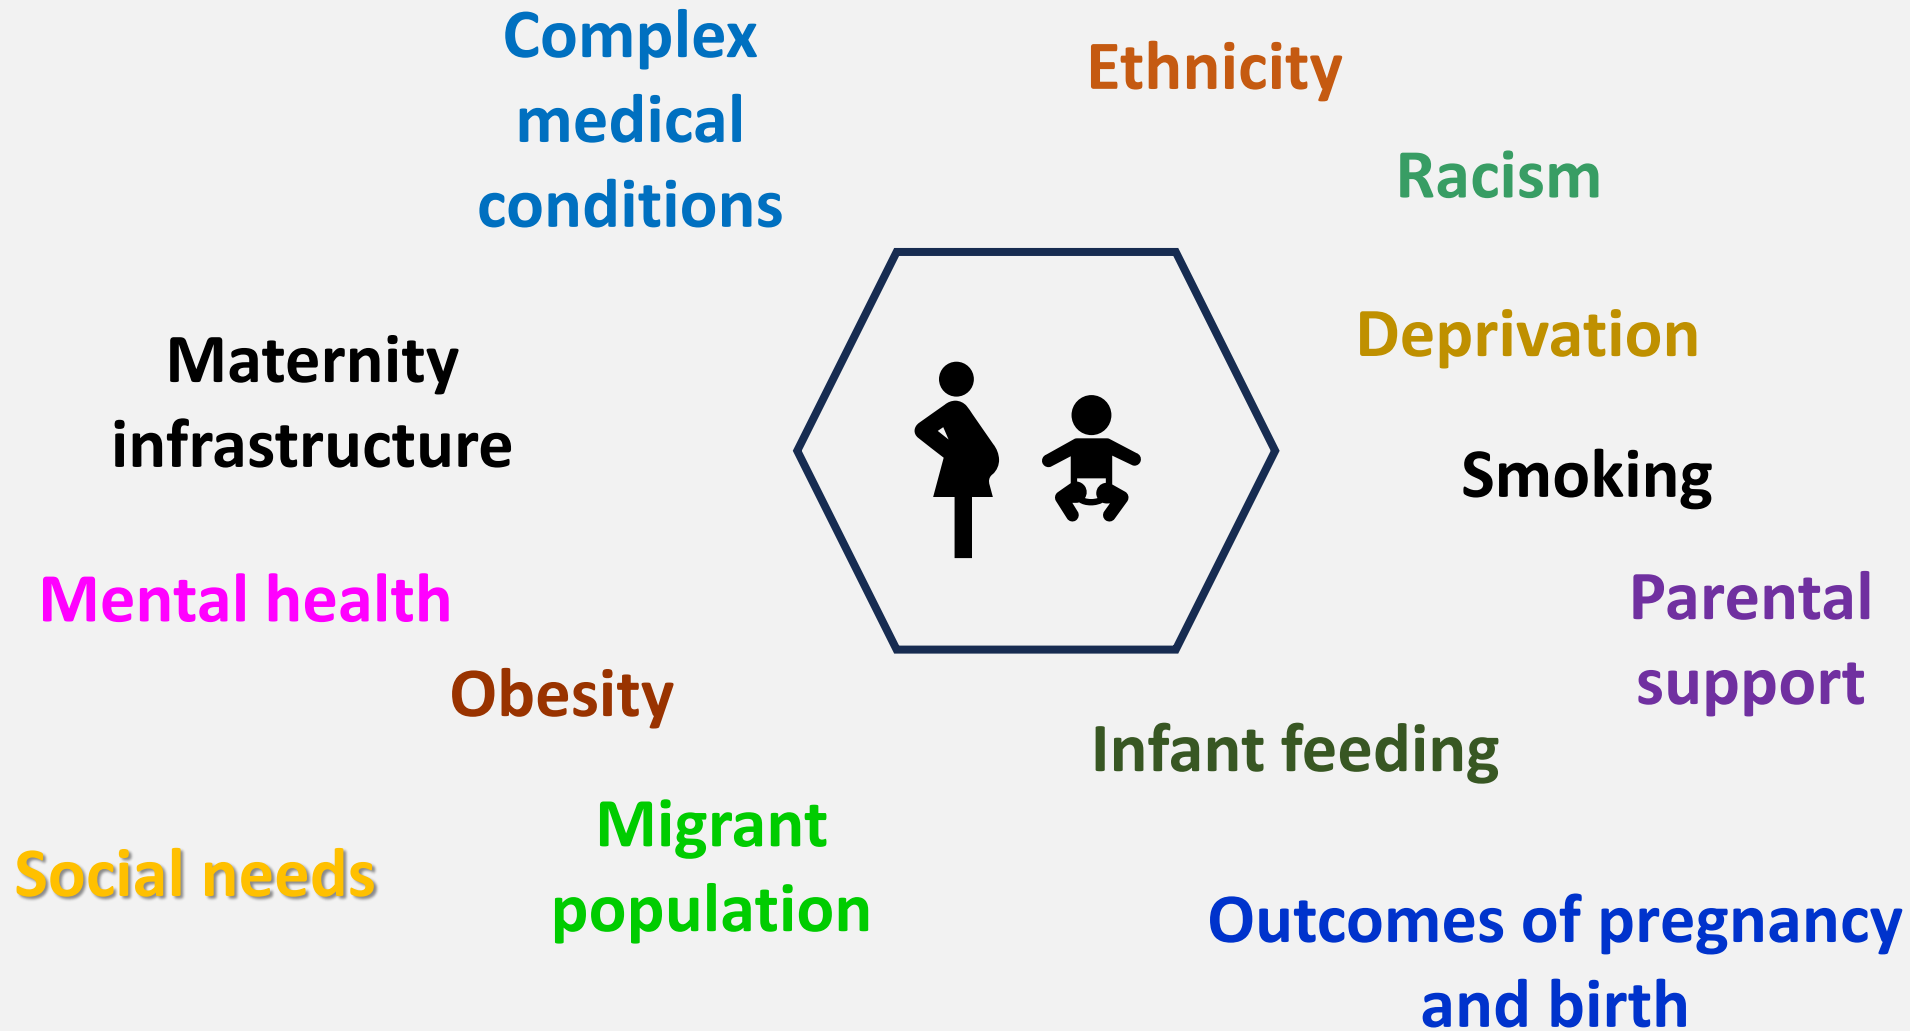 Complex
medical
conditions
Ethnicity
Racism
Maternity
infrastructure
Deprivation
Smoking
Mental health
Parental
support
Obesity
Infant feeding
Migrant
population
Social needs
Outcomes of pregnancy
and birth